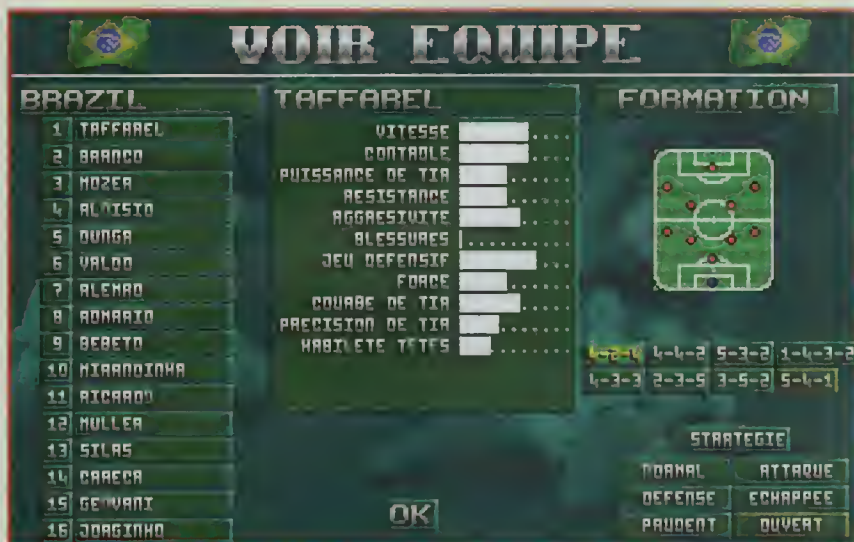 VOIR EQUIPE
BRAZIL
1 TAFFAREL
2 BRANCO
3 MOZER
4 ALOISIO
5 DUNGA
6 VALDO
7 ALEMAO
8 ROMARIO
9 BEBETO
10 MIRANDINHA
11 RICARDO
12 MULLER
13 SILAS
14 CARECA
15 GEOVANI
16 JORGINHO
TAFFAREL
VITESSE
CONTROLE
PUISSANCE DE TIR
RESISTANCE
AGGRESIVITE
BLESSURES
JEU DEFENSIF
FORCE
COURBE DE TIR
PRECISION DE TIR
HABILETE TETES
OK
FORMATION
4-2-4 4-4-2 5-3-2 1-4-3-2
4-3-3 2-3-5 3-5-2 5-4-1
STRATEGIE
NORMAL ATTAQUE
DEFENSE ECHAPPEE
PRUDENT OUVERT